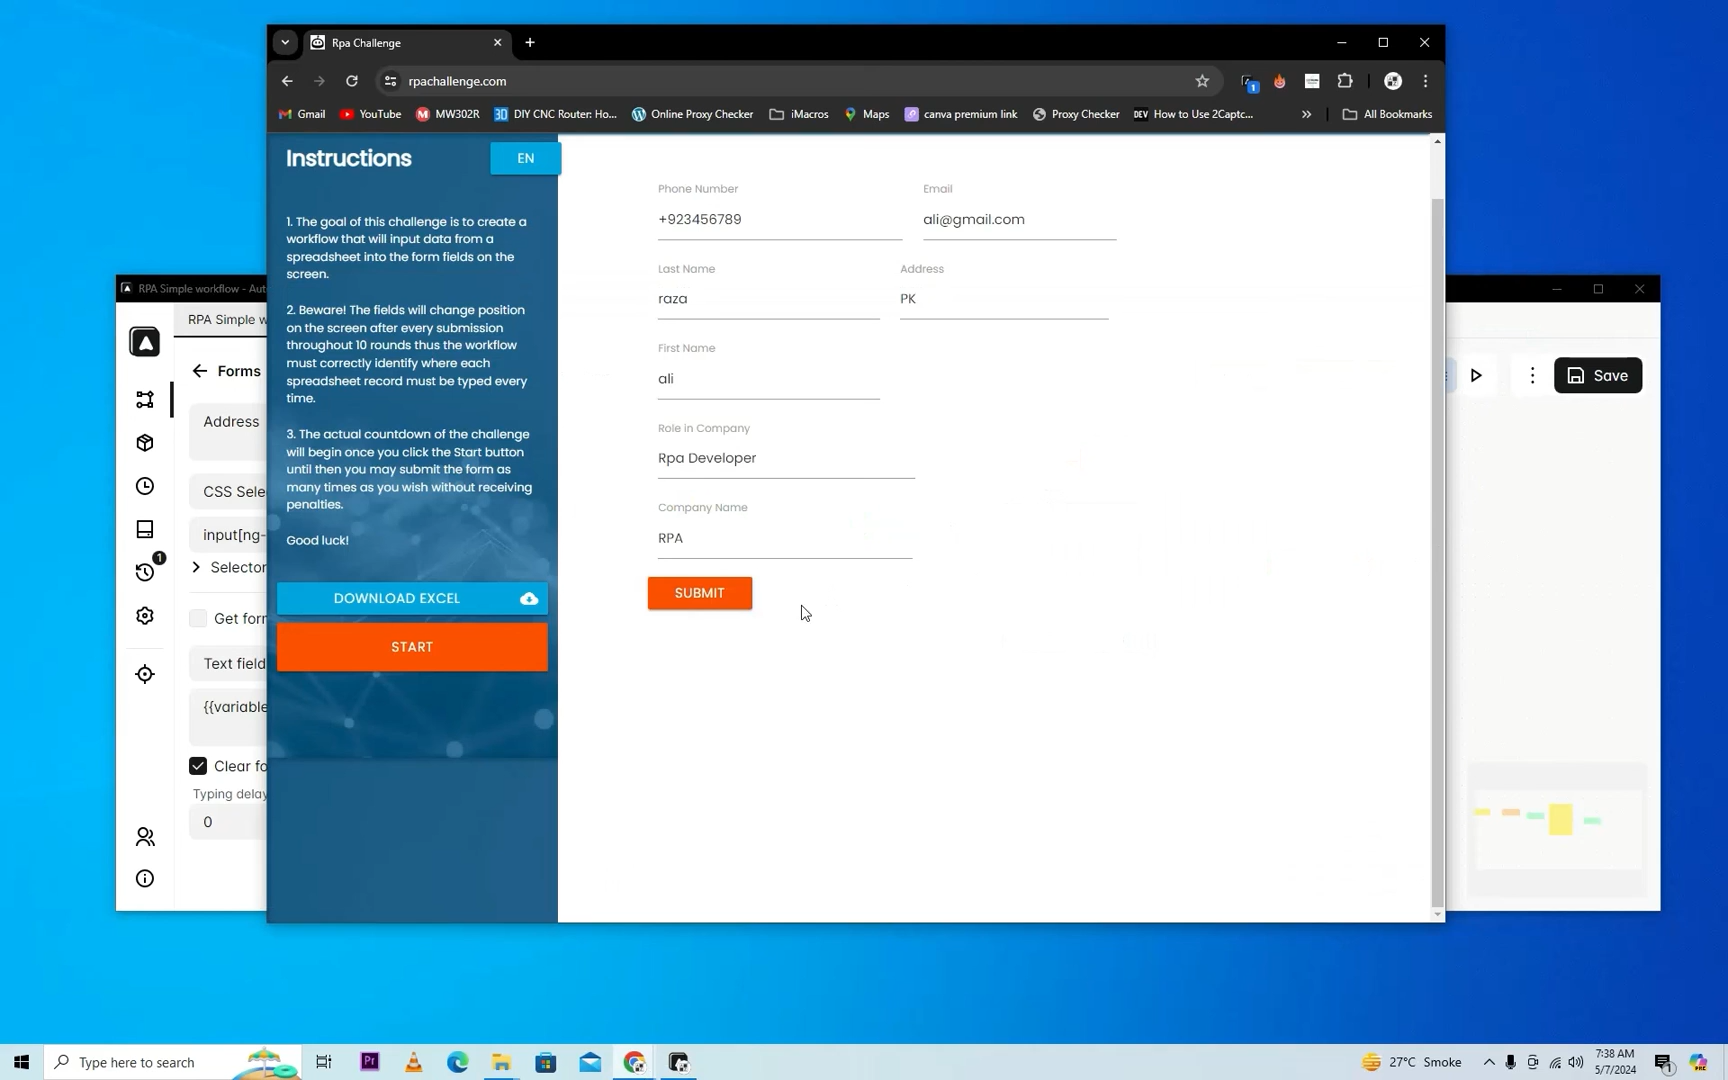 Rpa Challenge
rpachallenge.com
1
Gmail
YouTube
MW302R
DIY CNC Router: Ho...
Online Proxy Checker
iMacros
Maps
canva premium link
Proxy Checker
DEV
How to Use 2Captc...
»
All Bookmarks
Instructions
EN
1. The goal of this challenge is to create a
workflow that will input data from a
spreadsheet into the form fields on the
screen.
2. Beware! The fields will change position
on the screen after every submission
throughout 10 rounds thus the workflow
must correctly identify where each
spreadsheet record must be typed every
time.
3. The actual countdown of the challenge
will begin once you click the Start button
until then you may submit the form as
many times as you wish without receiving
penalties.
Good luck!
DOWNLOAD EXCEL
START
Phone Number
+923456789
Email
ali@gmail.com
Last Name
raza
Address
PK
First Name
ali
Role in Company
Rpa Developer
Company Name
RPA
SUBMIT
RPA Simple workflow - Aut
RPA Simple w
Forms
Address
CSS Sele
input[ng-
Selector
Get for
Text field
{{variable
Clear fo
Typing delay
0
1
Save
Type here to search
Pr
27°C Smoke
7:38 AM
5/7/2024
1
PRE